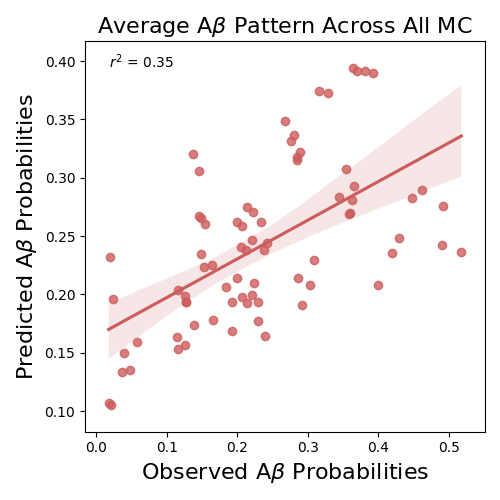 Average Aβ Pattern Across All MC
r² = 0.35
Predicted Aβ Probabilities
0.40
0.35
0.30
0.25
0.20
0.15
0.10
0.0 0.1 0.2 0.3 0.4 0.5
Observed Aβ Probabilities